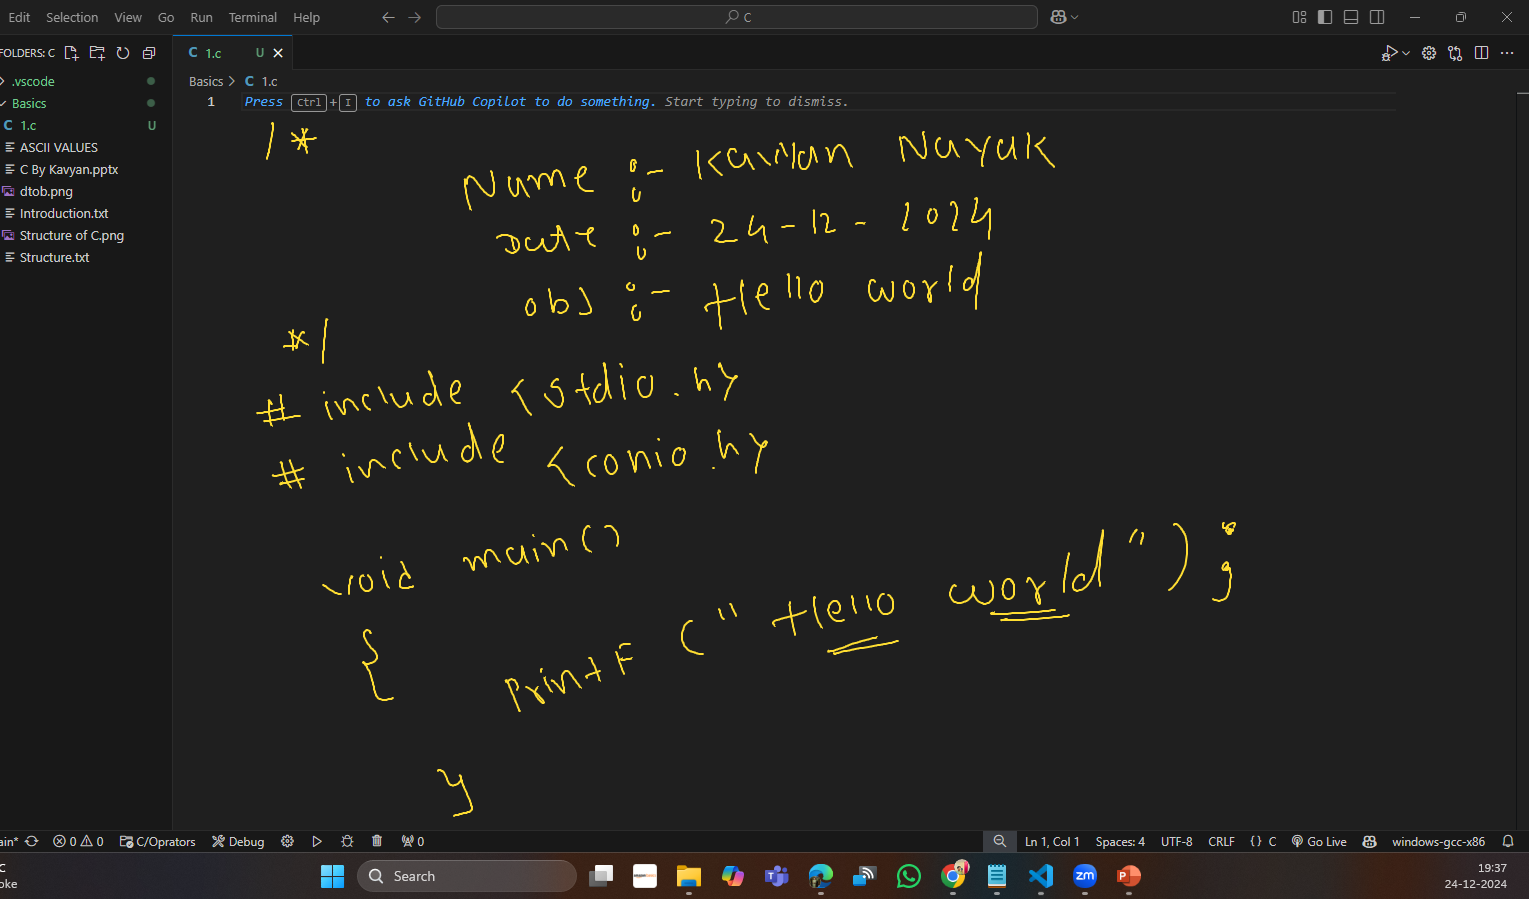 Edit Selection View Go Run Terminal Help C
FOLDERS: C
.vscode
Basics
C 1.c U
ASCII VALUES
C By Kavyan.pptx
dtob.png
Introduction.txt
Structure of C.png
Structure.txt
C 1.c U
Basics > C 1.c
1 Press Ctrl + I to ask GitHub Copilot to do something. Start typing to dismiss.
/*
Name :- Kavyan Nayak
Date :- 24-12-2024
obj :- Hello world
*/
# include <stdio.h>
# include <conio.h>
void main()
{
printf ("Hello world");
}
ain* 0 0 C/Oprators Debug 0 Ln 1, Col 1 Spaces: 4 UTF-8 CRLF {} C Go Live windows-gcc-x86
Search
zm
19:37
24-12-2024